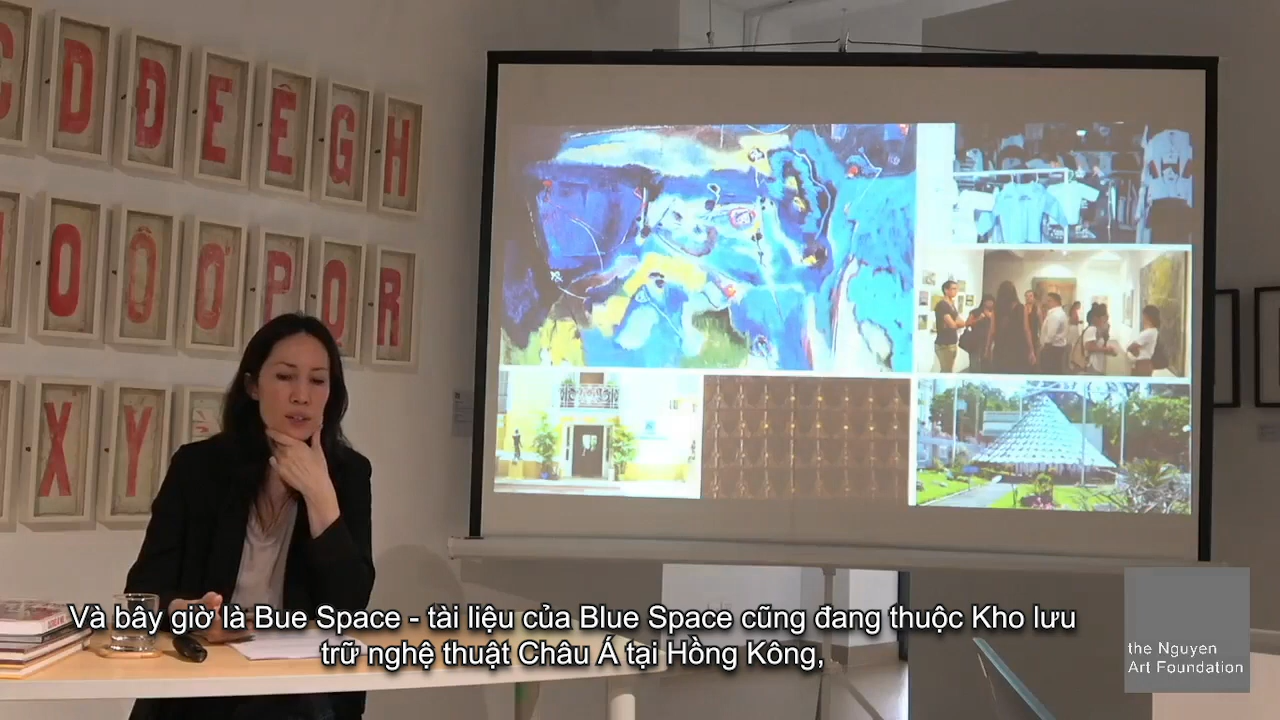 C D Đ E Ê G H
O Ô Ơ P Q R
X Y
Và bây giờ là Bue Space - tài liệu của Blue Space cũng đang thuộc Kho lưu
trữ nghệ thuật Châu Á tại Hồng Kông,
the Nguyen
Art Foundation